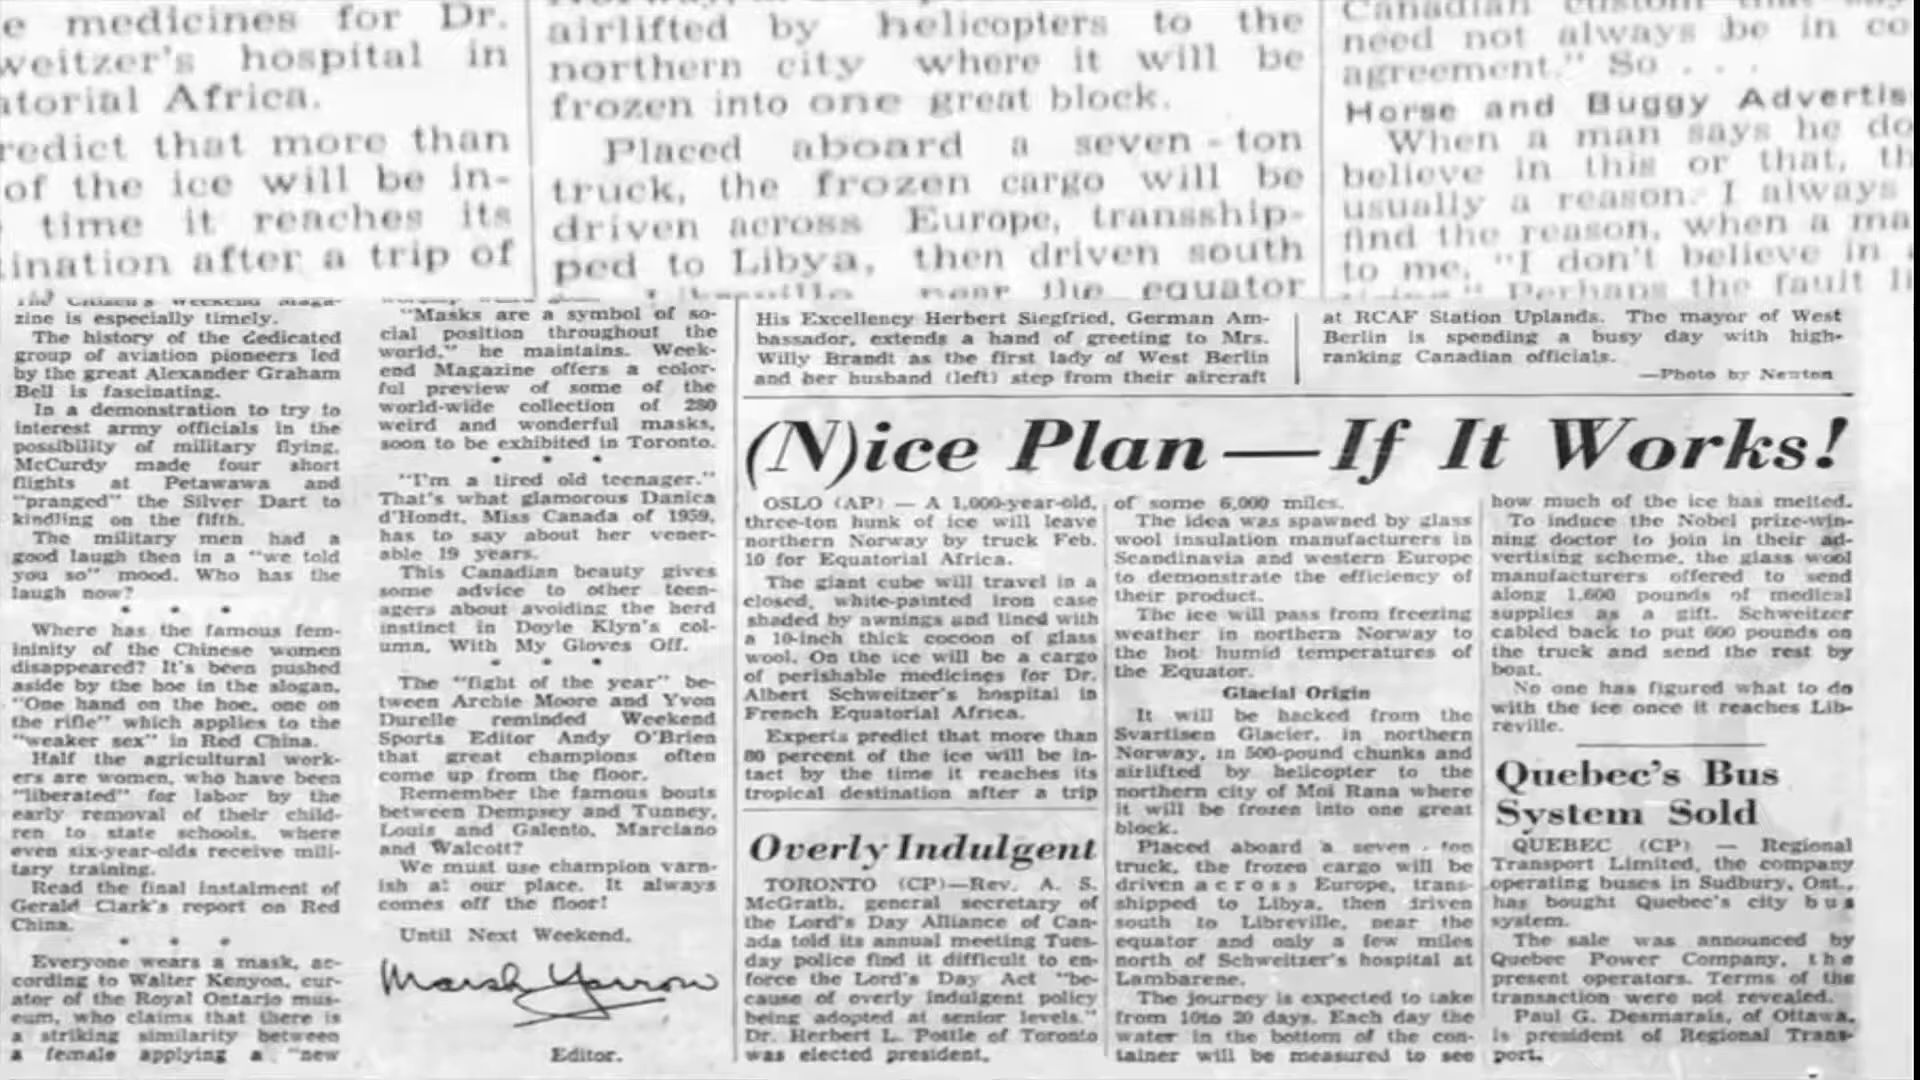 e medicines for Dr.
weitzer's hospital in
atorial Africa.
redict that more than
of the ice will be in-
time it reaches its
ination after a trip of
airlifted by helicopters to the
northern city where it will be
frozen into one great block.
Placed aboard a seven-ton
truck, the frozen cargo will be
driven across Europe, transship-
ped to Libya, then driven south
near the equator
Canadian custom that
need not always be in co
agreement." So . . .
Horse and Buggy Advertis
When a man says he do
believe in this or that, th
usually a reason. I always
find the reason, when a ma
to me, "I don't believe in
Perhaps the fault li
The Citizen's Weekend Maga-
zine is especially timely.
The history of the dedicated
group of aviation pioneers led
by the great Alexander Graham
Bell is fascinating.
In a demonstration to try to
interest army officials in the
possibility of military flying,
McCurdy made four short
flights at Petawawa and
"pranged" the Silver Dart to
kindling on the fifth.
The military men had a
good laugh then in a "we told
you so" mood. Who has the
laugh now?
* * *
Where has the famous fem-
ininity of the Chinese women
disappeared? It's been pushed
aside by the hoe in the slogan,
"One hand on the hoe, one on
the rifle" which applies to the
"weaker sex" in Red China.
Half the agricultural work-
ers are women, who have been
"liberated" for labor by the
early removal of their child-
ren to state schools, where
even six-year-olds receive mili-
tary training.
Read the final instalment of
Gerald Clark's report on Red
China.
* * *
Everyone wears a mask, ac-
cording to Walter Kenyon, cur-
ator of the Royal Ontario mus-
eum, who claims that there is
a striking similarity between
a female applying a "new
"Masks are a symbol of so-
cial position throughout the
world," he maintains. Week-
end Magazine offers a color-
ful preview of some of the
world-wide collection of 280
weird and wonderful masks,
soon to be exhibited in Toronto.
* * *
"I'm a tired old teenager."
That's what glamorous Danica
d'Hondt, Miss Canada of 1959,
has to say about her vener-
able 19 years.
This Canadian beauty gives
some advice to other teen-
agers about avoiding the herd
instinct in Doyle Klyn's col-
umn, With My Gloves Off.
* * *
The "fight of the year" be-
tween Archie Moore and Yvon
Durelle reminded Weekend
Sports Editor Andy O'Brien
that great champions often
come up from the floor.
Remember the famous bouts
between Dempsey and Tunney,
Louis and Galento, Marciano
and Walcott?
We must use champion varn-
ish at our place. It always
comes off the floor!
Until Next Weekend,
Marsh Yarrow
Editor.
His Excellency Herbert Siegfried, German Am-
bassador, extends a hand of greeting to Mrs.
Willy Brandt as the first lady of West Berlin
and her husband (left) step from their aircraft
at RCAF Station Uplands. The mayor of West
Berlin is spending a busy day with high-
ranking Canadian officials.
—Photo by Newton
(N)ice Plan—If It Works!
OSLO (AP) — A 1,000-year-old,
three-ton hunk of ice will leave
northern Norway by truck Feb.
10 for Equatorial Africa.
The giant cube will travel in a
closed, white-painted iron case
shaded by awnings and lined with
a 10-inch thick cocoon of glass
wool. On the ice will be a cargo
of perishable medicines for Dr.
Albert Schweitzer's hospital in
French Equatorial Africa.
Experts predict that more than
80 percent of the ice will be in-
tact by the time it reaches its
tropical destination after a trip
Overly Indulgent
TORONTO (CP)—Rev. A. S.
McGrath, general secretary of
the Lord's Day Alliance of Can-
ada told its annual meeting Tues-
day police find it difficult to en-
force the Lord's Day Act "be-
cause of overly indulgent policy
being adopted at senior levels."
Dr. Herbert L. Pottle of Toronto
was elected president.
of some 6,000 miles.
The idea was spawned by glass
wool insulation manufacturers in
Scandinavia and western Europe
to demonstrate the efficiency of
their product.
The ice will pass from freezing
weather in northern Norway to
the hot humid temperatures of
the Equator.
Glacial Origin
It will be hacked from the
Svartisen Glacier, in northern
Norway, in 500-pound chunks and
airlifted by helicopter to the
northern city of Moi Rana where
it will be frozen into one great
block.
Placed aboard a seven - ton
truck, the frozen cargo will be
driven across Europe, trans-
shipped to Libya, then driven
south to Libreville, near the
equator and only a few miles
north of Schweitzer's hospital at
Lambarene.
The journey is expected to take
from 10to 20 days. Each day the
water in the bottom of the con-
tainer will be measured to see
how much of the ice has melted.
To induce the Nobel prize-win-
ning doctor to join in their ad-
vertising scheme, the glass wool
manufacturers offered to send
along 1,600 pounds of medical
supplies as a gift. Schweitzer
cabled back to put 600 pounds on
the truck and send the rest by
boat.
No one has figured what to do
with the ice once it reaches Lib-
reville.
Quebec's Bus
System Sold
QUEBEC (CP) — Regional
Transport Limited, the company
operating buses in Sudbury, Ont.,
has bought Quebec's city bus
system.
The sale was announced by
Quebec Power Company, the
present operators. Terms of the
transaction were not revealed.
Paul G. Desmarais, of Ottawa,
is president of Regional Trans-
port.